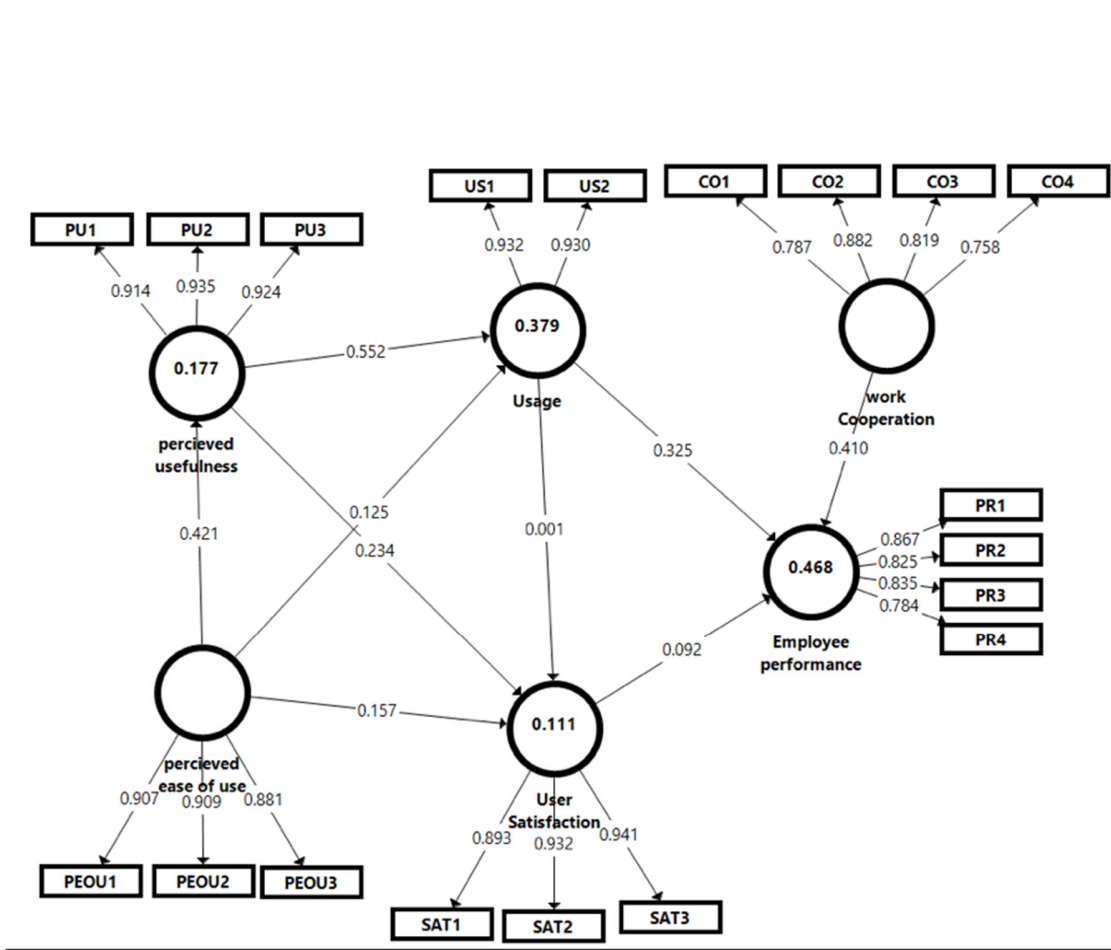 US1 US2 CO1 CO2 CO3 CO4
PU1 PU2 PU3
0.932 0.930 0.787 0.882 0.819 0.758
0.914 0.935 0.924
0.379
0.177
0.552
Usage
work
Cooperation
percieved
usefulness
0.325
0.410
0.125
0.421
0.001
0.234
PR1
0.867
PR2
0.825
0.468
0.835
PR3
0.784
PR4
Employee
performance
0.092
0.157
0.111
percieved
ease of use
0.907 0.909 0.881
User
Satisfaction
0.893 0.932 0.941
PEOU1 PEOU2 PEOU3
SAT1 SAT2 SAT3